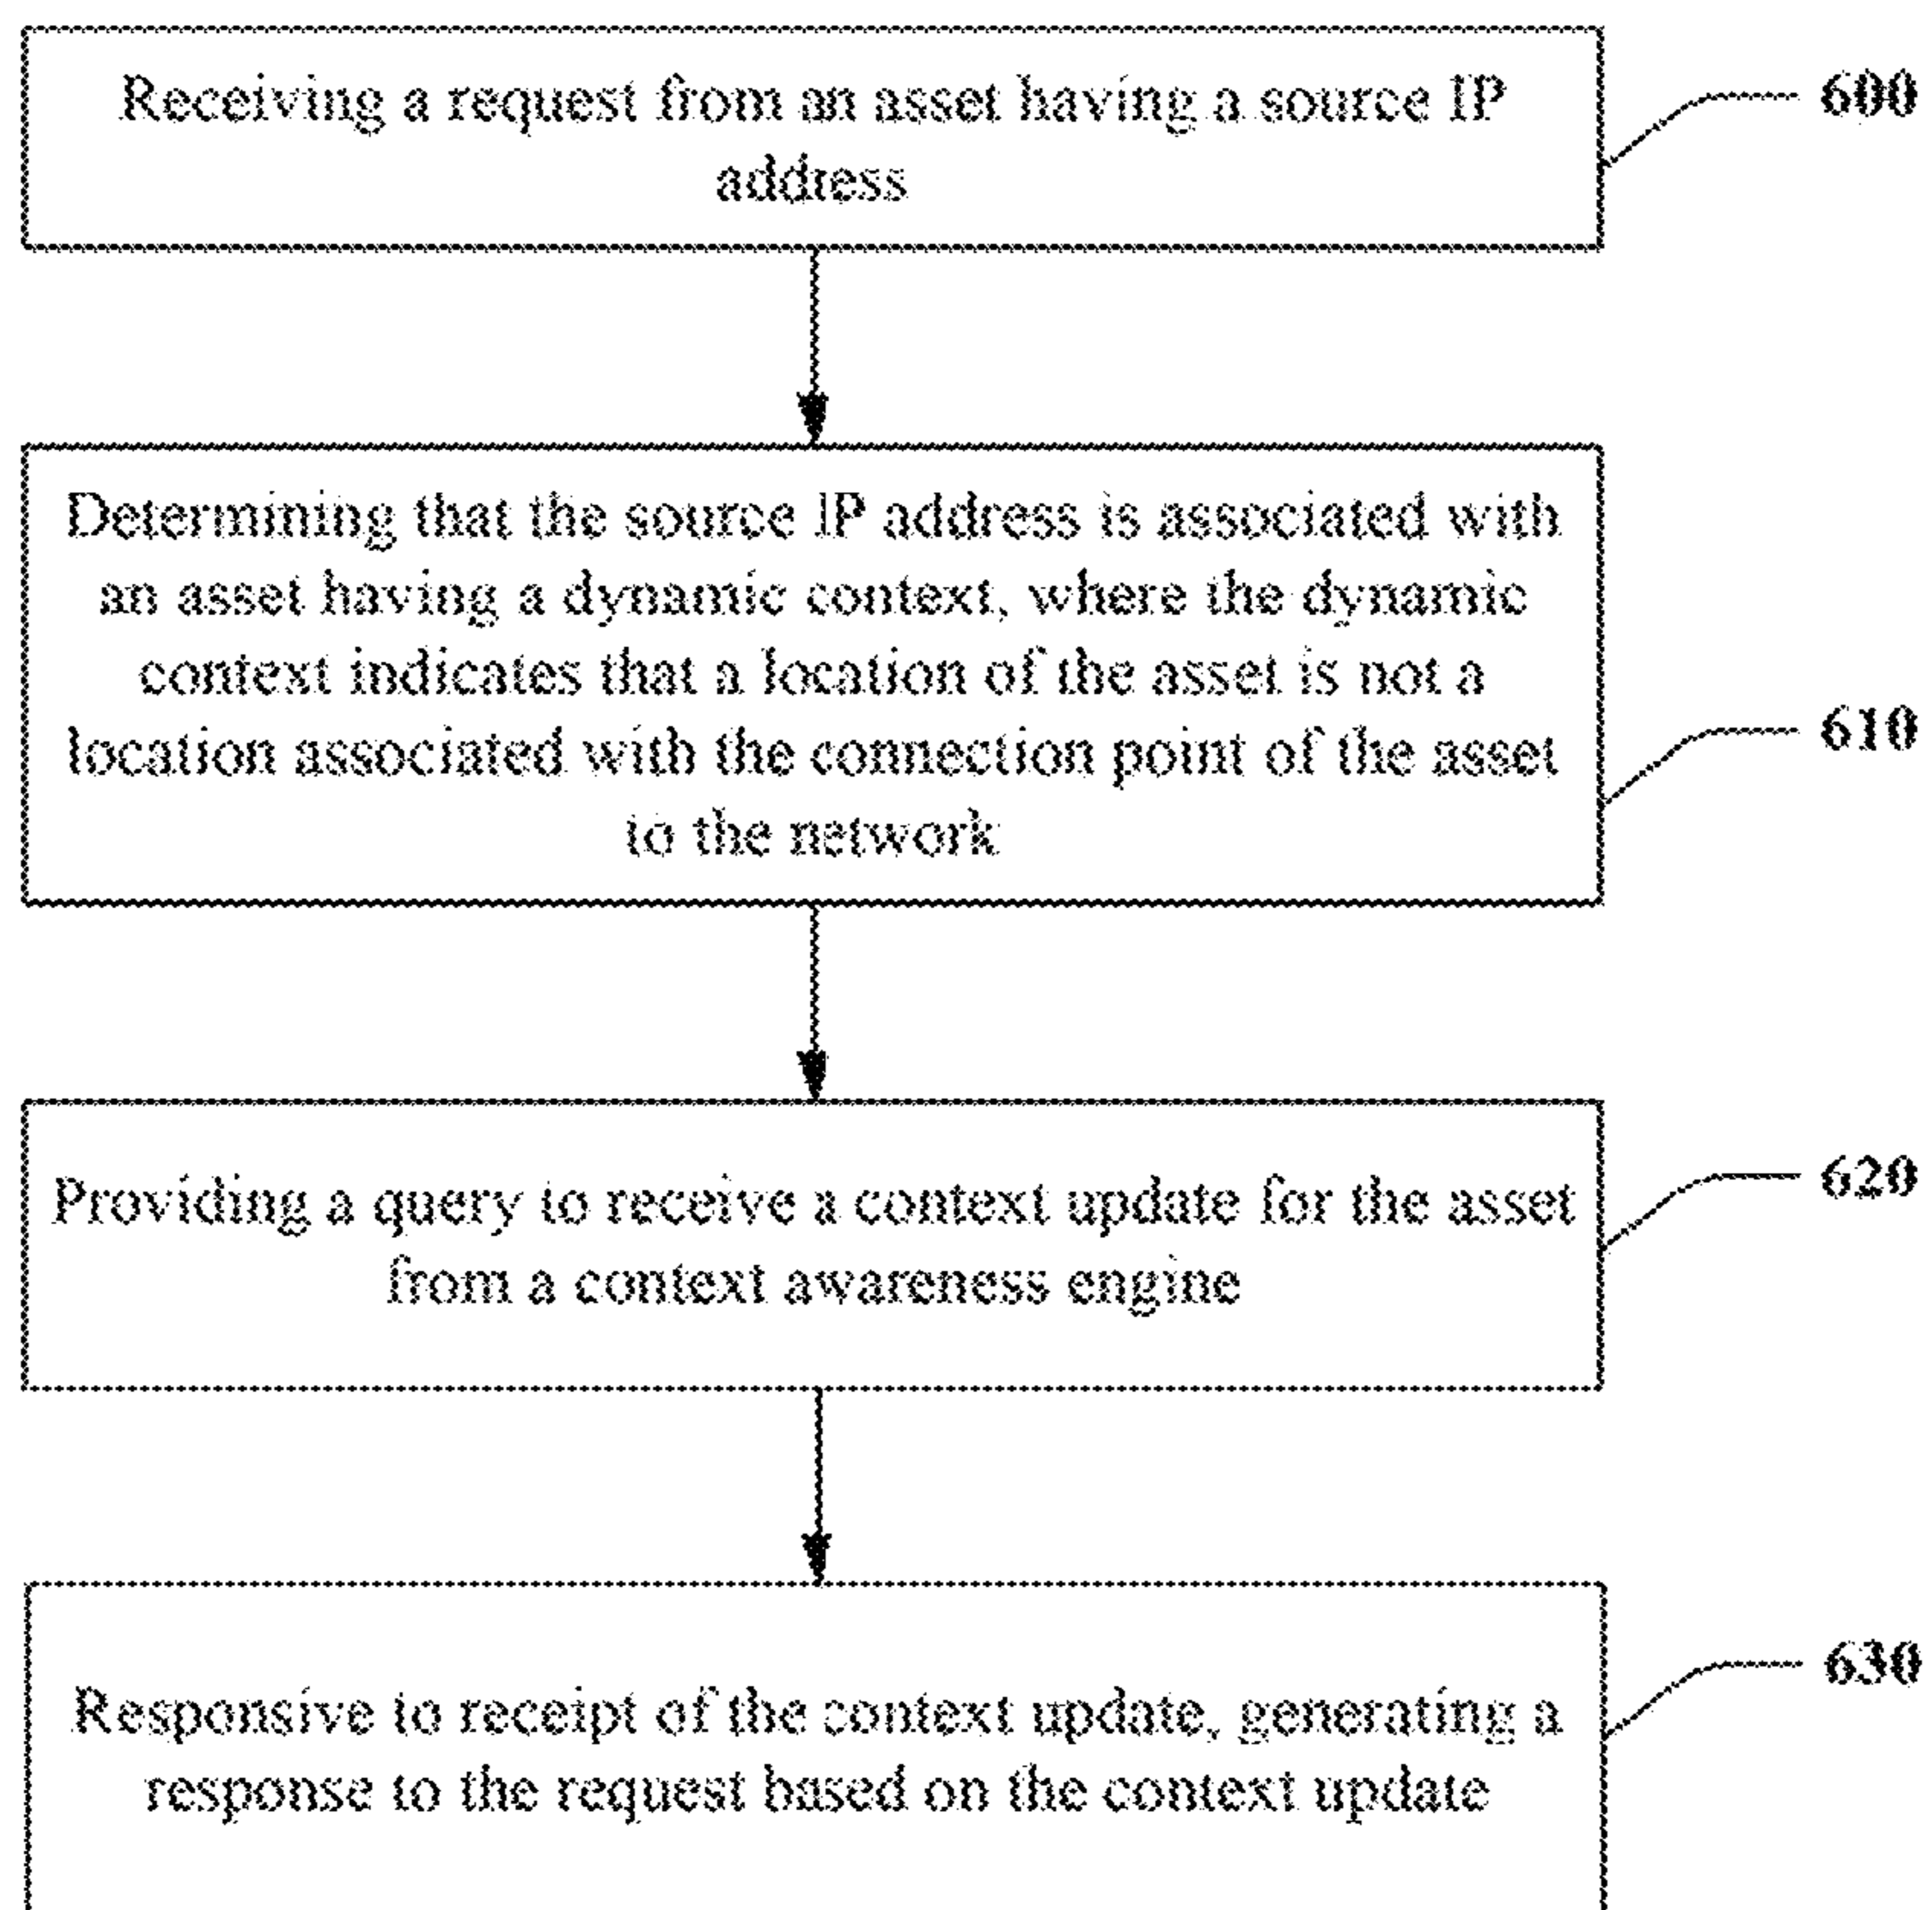 Receiving a request from an asset having a source IP
address
600
Determining that the source IP address is associated with
an asset having a dynamic context, where the dynamic
context indicates that a location of the asset is not a
location associated with the connection point of the asset
to the network
610
Providing a query to receive a context update for the asset
from a context awareness engine
620
Responsive to receipt of the context update, generating a
response to the request based on the context update
630